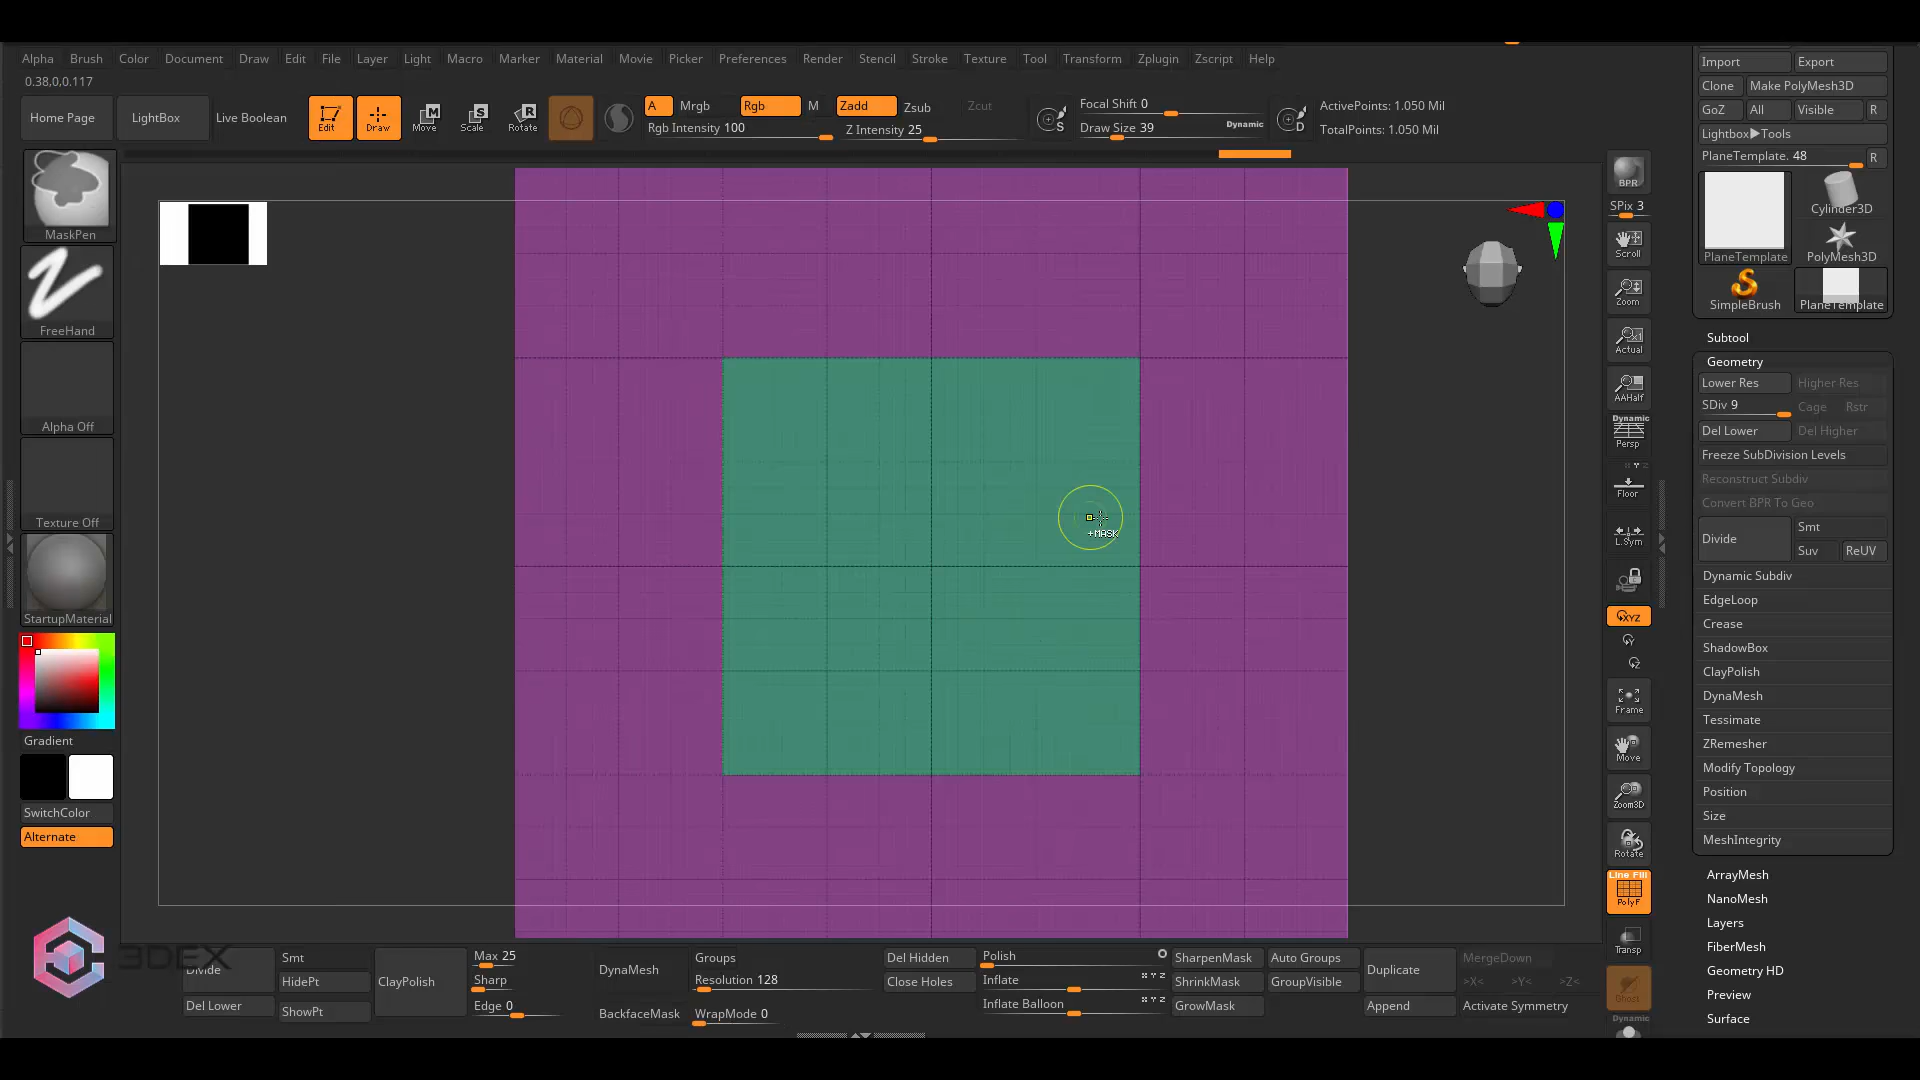 Alpha Brush Color Document Draw Edit File Layer Light Macro Marker Material Movie Picker Preferences Render Stencil Stroke Texture Tool Transform Zplugin Zscript Help
0.38,0,0.117
Home Page LightBox Live Boolean Edit Draw Move Scale Rotate
A Mrgb Rgb M Zadd Zsub Zcut
Rgb Intensity 100 Z Intensity 25
Focal Shift 0
Draw Size 39 Dynamic
ActivePoints: 1.050 Mil
TotalPoints: 1.050 Mil
MaskPen
FreeHand
Alpha Off
Texture Off
StartupMaterial
Gradient
SwitchColor
Alternate
+MASK
BPR
SPix 3
Scroll
Zoom
Actual
AAHalf
Dynamic
Persp
Floor
L.Sym
XYZ
Frame
Move
Zoom3D
Rotate
Line Fill
PolyF
Transp
Ghost
Dynamic
Import Export
Clone Make PolyMesh3D
GoZ All Visible R
Lightbox▶Tools
PlaneTemplate. 48 R
PlaneTemplate Cylinder3D
PolyMesh3D
SimpleBrush PlaneTemplate
Subtool
Geometry
Lower Res Higher Res
SDiv 9 Cage Rstr
Del Lower Del Higher
Freeze SubDivision Levels
Reconstruct Subdiv
Convert BPR To Geo
Divide Smt
Suv ReUV
Dynamic Subdiv
EdgeLoop
Crease
ShadowBox
ClayPolish
DynaMesh
Tessimate
ZRemesher
Modify Topology
Position
Size
MeshIntegrity
ArrayMesh
NanoMesh
Layers
FiberMesh
Geometry HD
Preview
Surface
3DEX
Divide Smt
HidePt
Del Lower ShowPt
ClayPolish
Max 25
Sharp
Edge 0
DynaMesh
BackfaceMask
Groups
Resolution 128
WrapMode 0
Del Hidden
Close Holes
Polish
Inflate
Inflate Balloon
SharpenMask Auto Groups
ShrinkMask GroupVisible
GrowMask
Duplicate
Append
MergeDown
>X< >Y< >Z<
Activate Symmetry